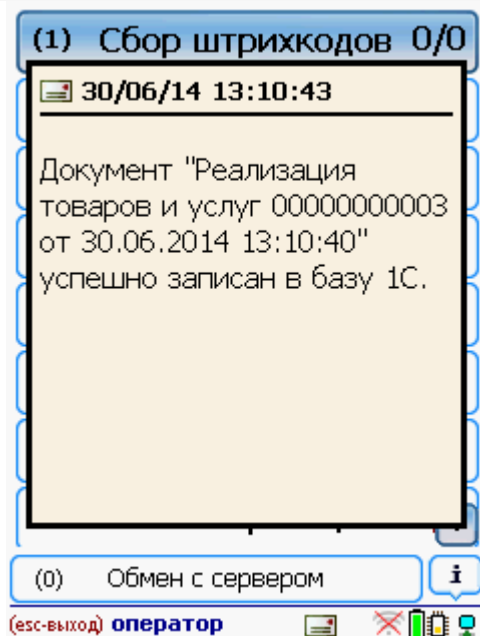 (1) Сбор штрихкодов 0/0
30/06/14 13:10:43
Документ "Реализация
товаров и услуг 00000000003
от 30.06.2014 13:10:40"
успешно записан в базу 1С.
(0) Обмен с сервером i
(esc-выход) оператор